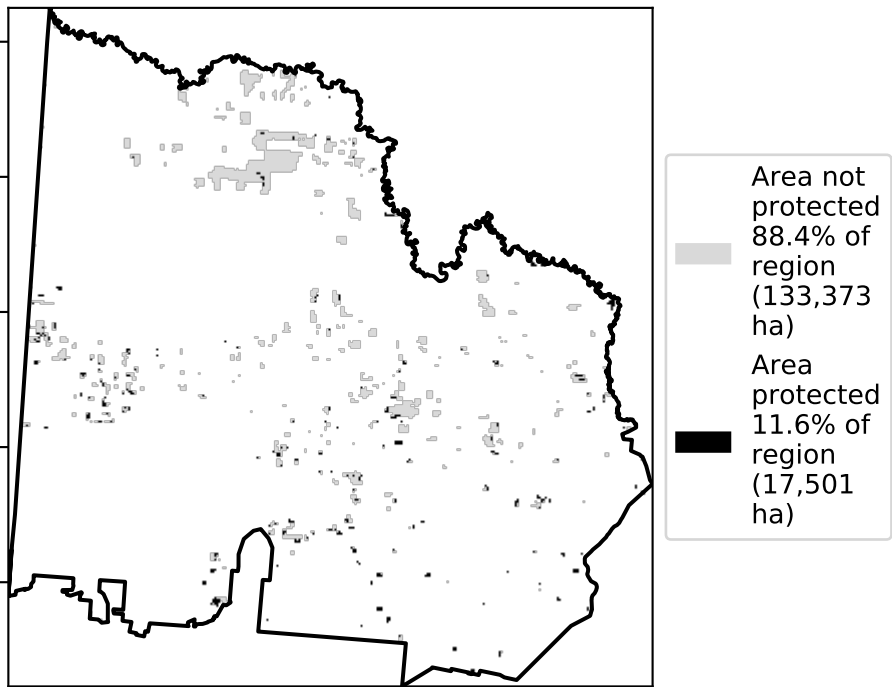 Area not
protected
88.4% of
region
(133,373
ha)
Area
protected
11.6% of
region
(17,501
ha)